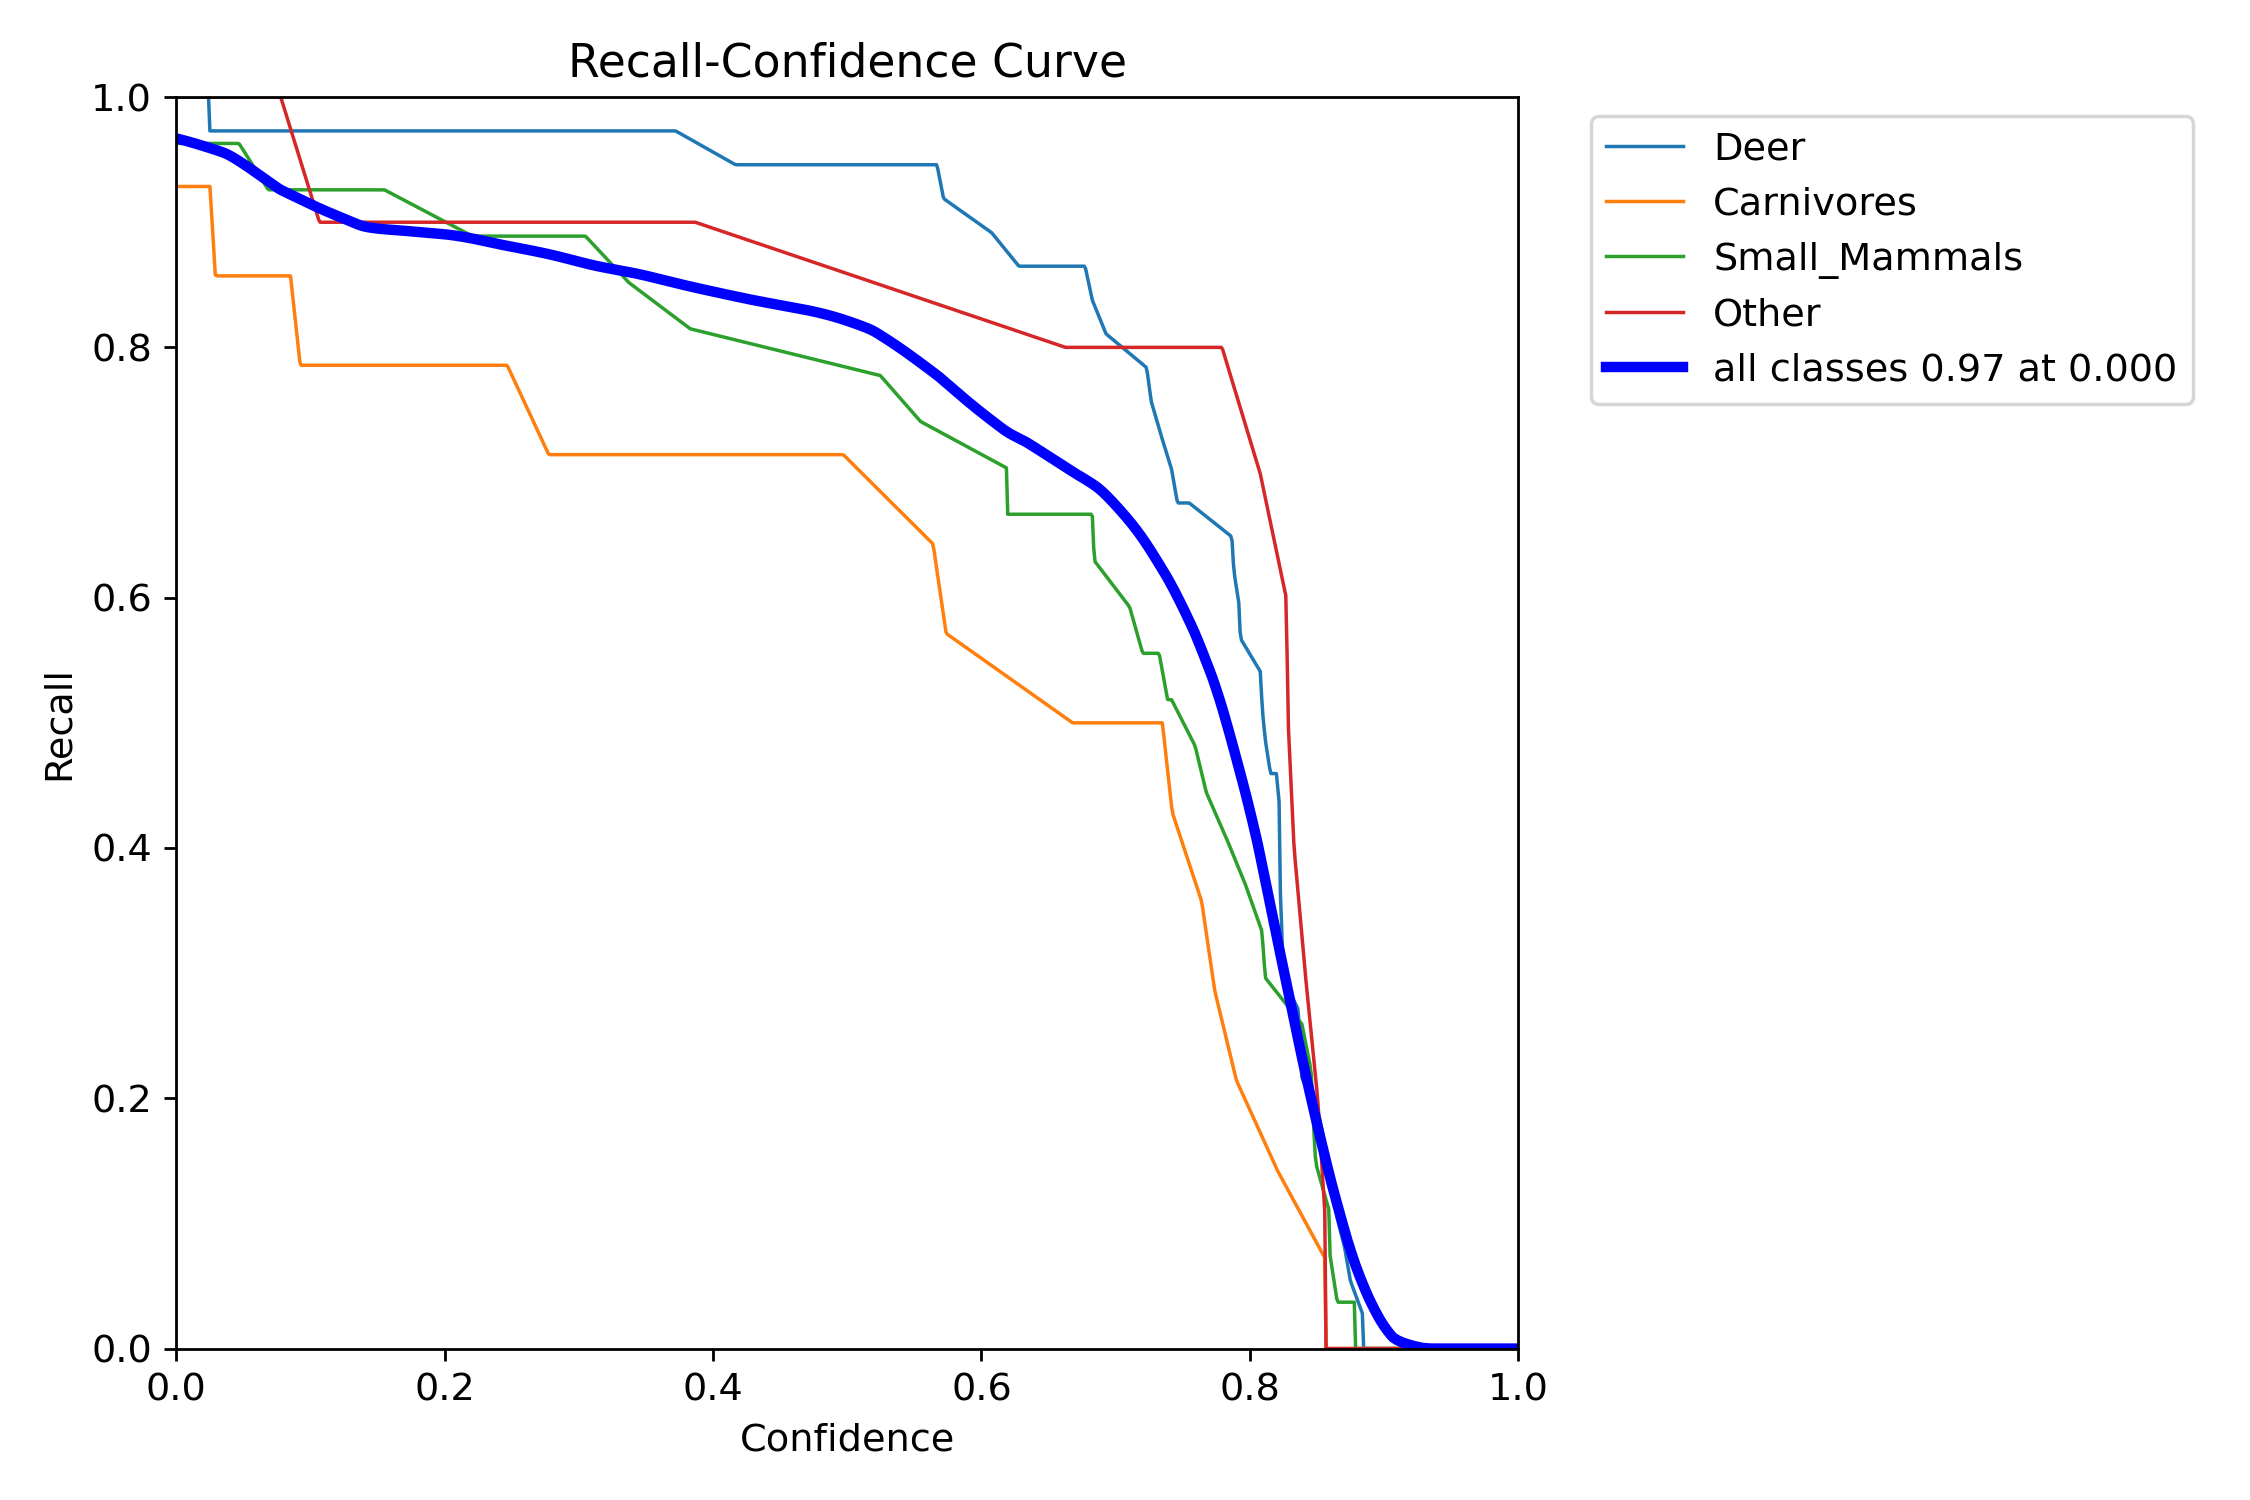 Recall-Confidence Curve
1.0
0.8
0.6
0.4
0.2
0.0
Recall
0.0 0.2 0.4 0.6 0.8 1.0
Confidence
Deer
Carnivores
Small_Mammals
Other
all classes 0.97 at 0.000